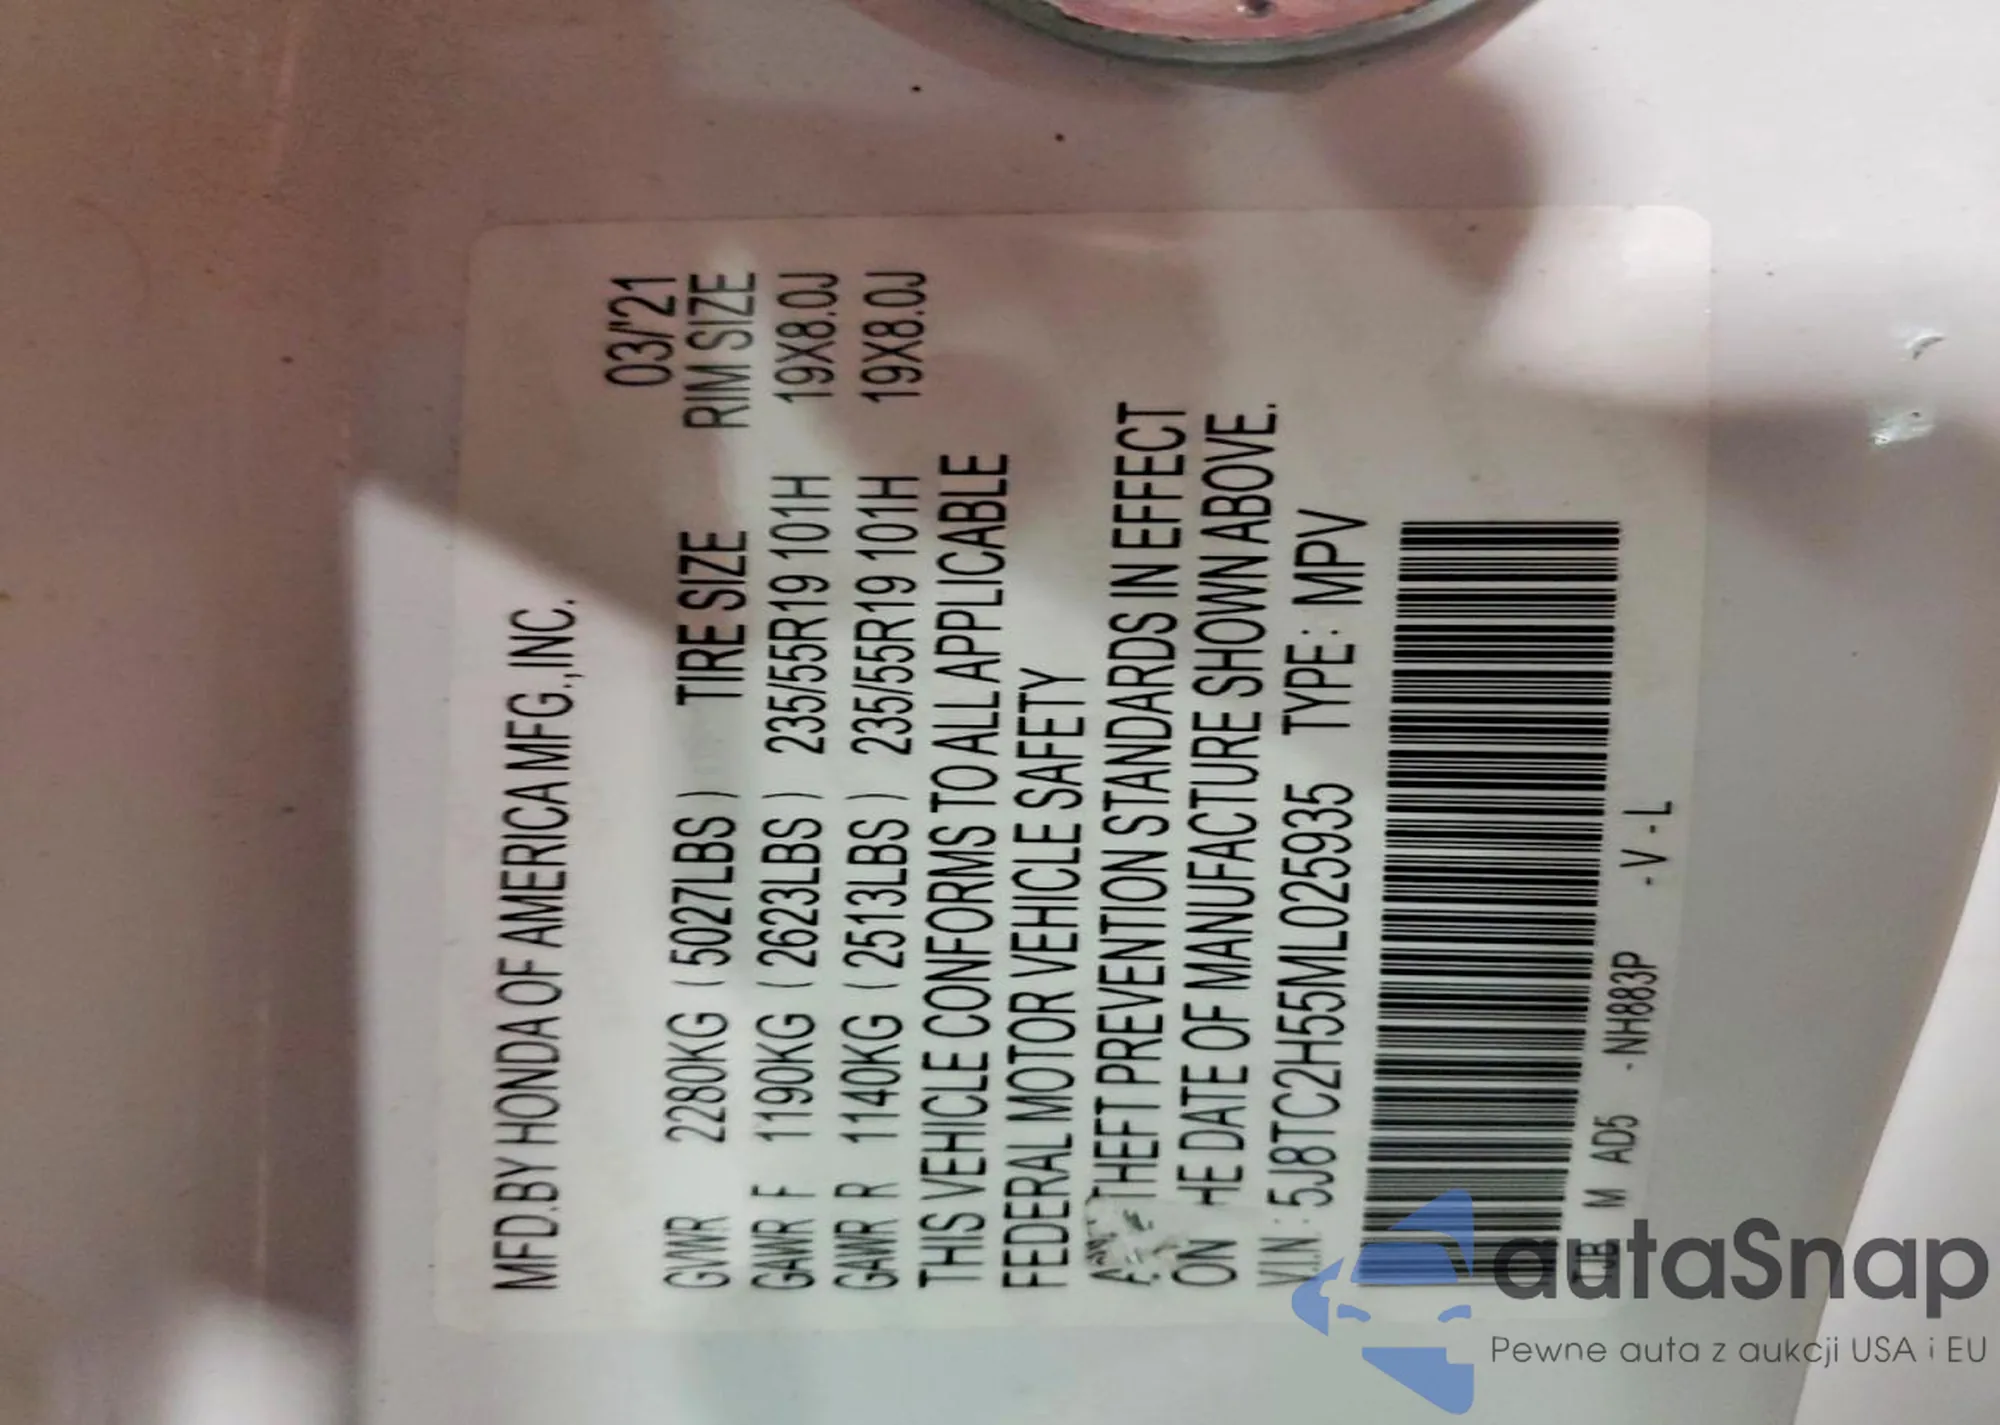 MFD.BY HONDA OF AMERICA MFG.,INC.
03/'21
GVWR 2280KG ( 5027LBS ) TIRE SIZE RIM SIZE
GAWR F 1190KG ( 2623LBS ) 235/55R19 101H 19X8.0J
GAWR R 1140KG ( 2513LBS ) 235/55R19 101H 19X8.0J
THIS VEHICLE CONFORMS TO ALL APPLICABLE
FEDERAL MOTOR VEHICLE SAFETY
THEFT PREVENTION STANDARDS IN EFFECT
ON HE DATE OF MANUFACTURE SHOWN ABOVE.
V.I.N.: 5J8TC2H55ML025935 TYPE: MPV
TJB M AD5 -NH883P -V-L
autaSnap
Pewne auta z aukcji USA i EU